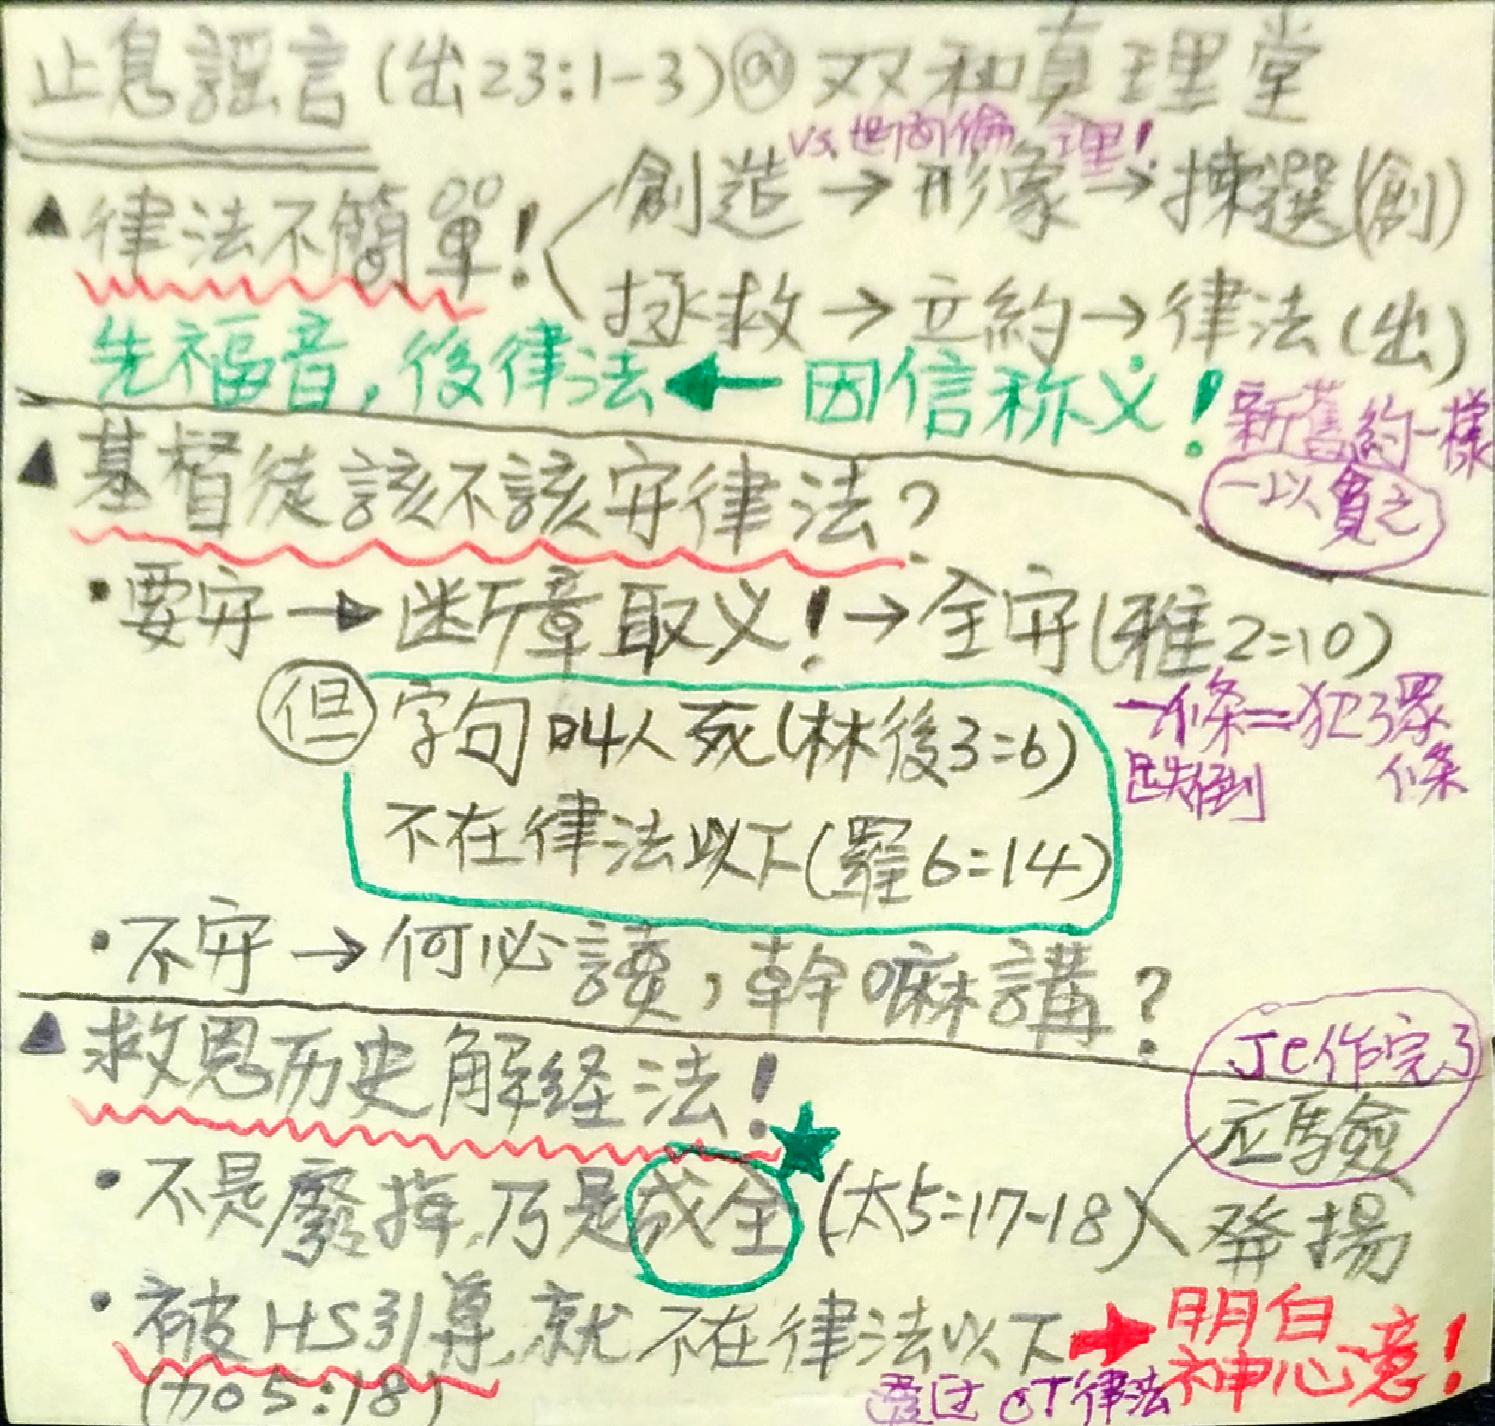 止息謠言(出23:1-3)@双和真理堂
vs.世俗倫理!
▲律法不簡單!
創造→形象→揀選(創)
拯救→立約→律法(出)
先福音,後律法←因信称义!
新舊約一樣
一以貫之
▲基督徒該不該守律法?
•要守→断章取义!→全守(雅2=10)
一條=犯了眾條
跌倒
但
字句叫人死(林後3=6)
不在律法以下(羅6=14)
•不守→何必讀,幹嘛講?
▲救恩历史解经法!
JC作完了
应驗
•不是廢掉,乃是成全(太5=17-18)
發揚
•被HS引導,就不在律法以下→明白神心意!
(加5:18)
透过OT律法